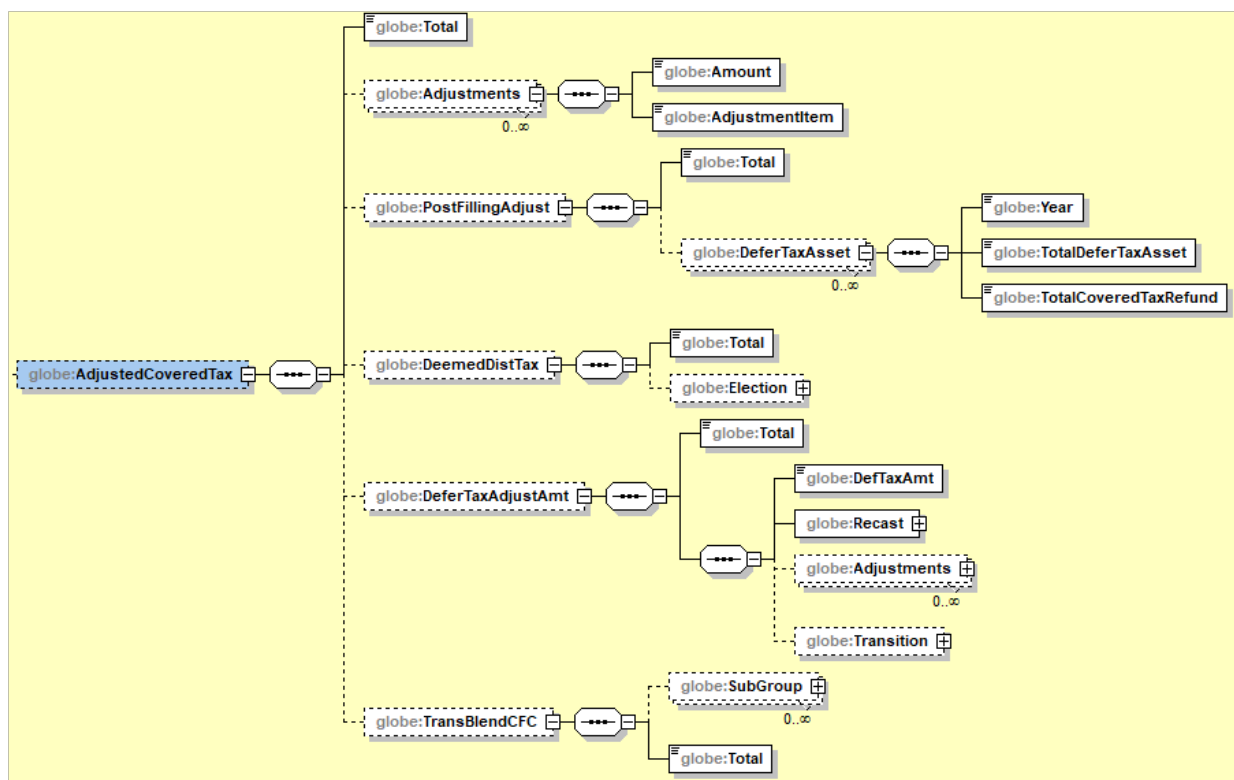 globe:Total
globe:Adjustments
0..∞
globe:Amount
globe:AdjustmentItem
globe:PostFillingAdjust
globe:Total
globe:DeferTaxAsset
0..∞
globe:Year
globe:TotalDeferTaxAsset
globe:TotalCoveredTaxRefund
globe:AdjustedCoveredTax
globe:DeemedDistTax
globe:Total
globe:Election
globe:DeferTaxAdjustAmt
globe:Total
globe:DefTaxAmt
globe:Recast
globe:Adjustments
0..∞
globe:Transition
globe:TransBlendCFC
globe:SubGroup
0..∞
globe:Total